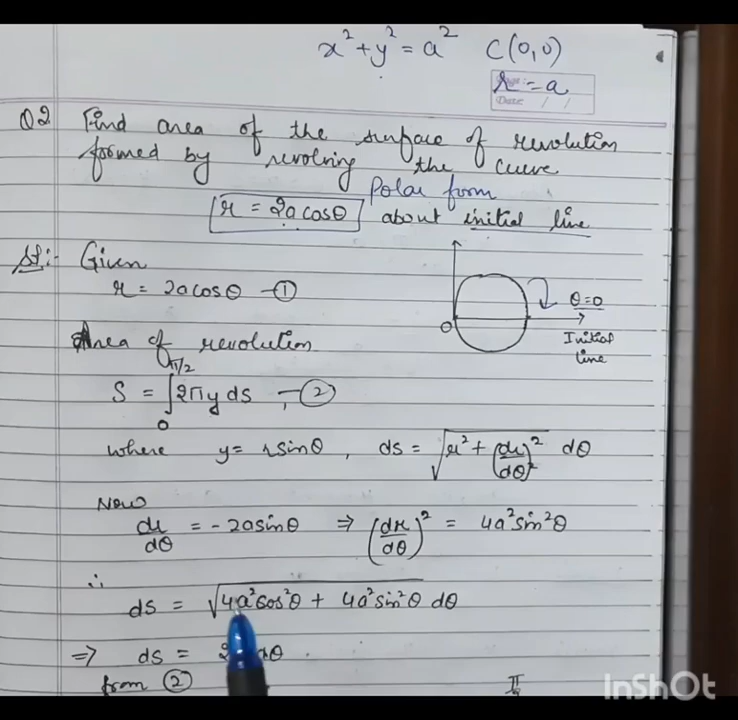 x² + y² = a² C(0,0)
r = a
Date / /
Q2 Find area of the surface of revolution
formed by revolving the curve
Polar form
r = 2a cosθ about initial line
Sol:- Given
r = 2a cosθ —①
θ=0
O
Initial
line
Area of revolution
S = ∫₀^{π/2} 2πy ds —②
where y = r sinθ , ds = √(r² + (dr/dθ)²) dθ
Now
dr/dθ = -2a sinθ ⇒ (dr/dθ)² = 4a² sin²θ
∴
ds = √(4a² cos²θ + 4a² sin²θ) dθ
⇒ ds = 2 dθ
from ②
InShOt